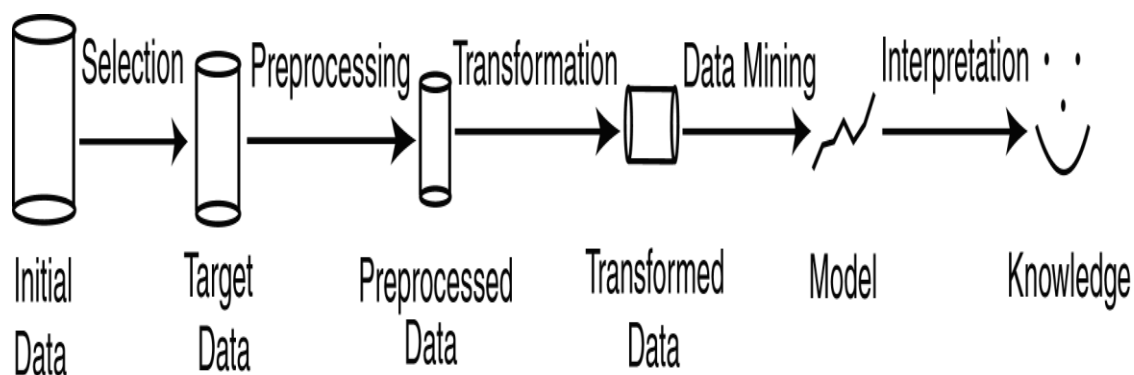 Selection
Preprocessing
Transformation
Data Mining
Interpretation
Initial
Data
Target
Data
Preprocessed
Data
Transformed
Data
Model
Knowledge